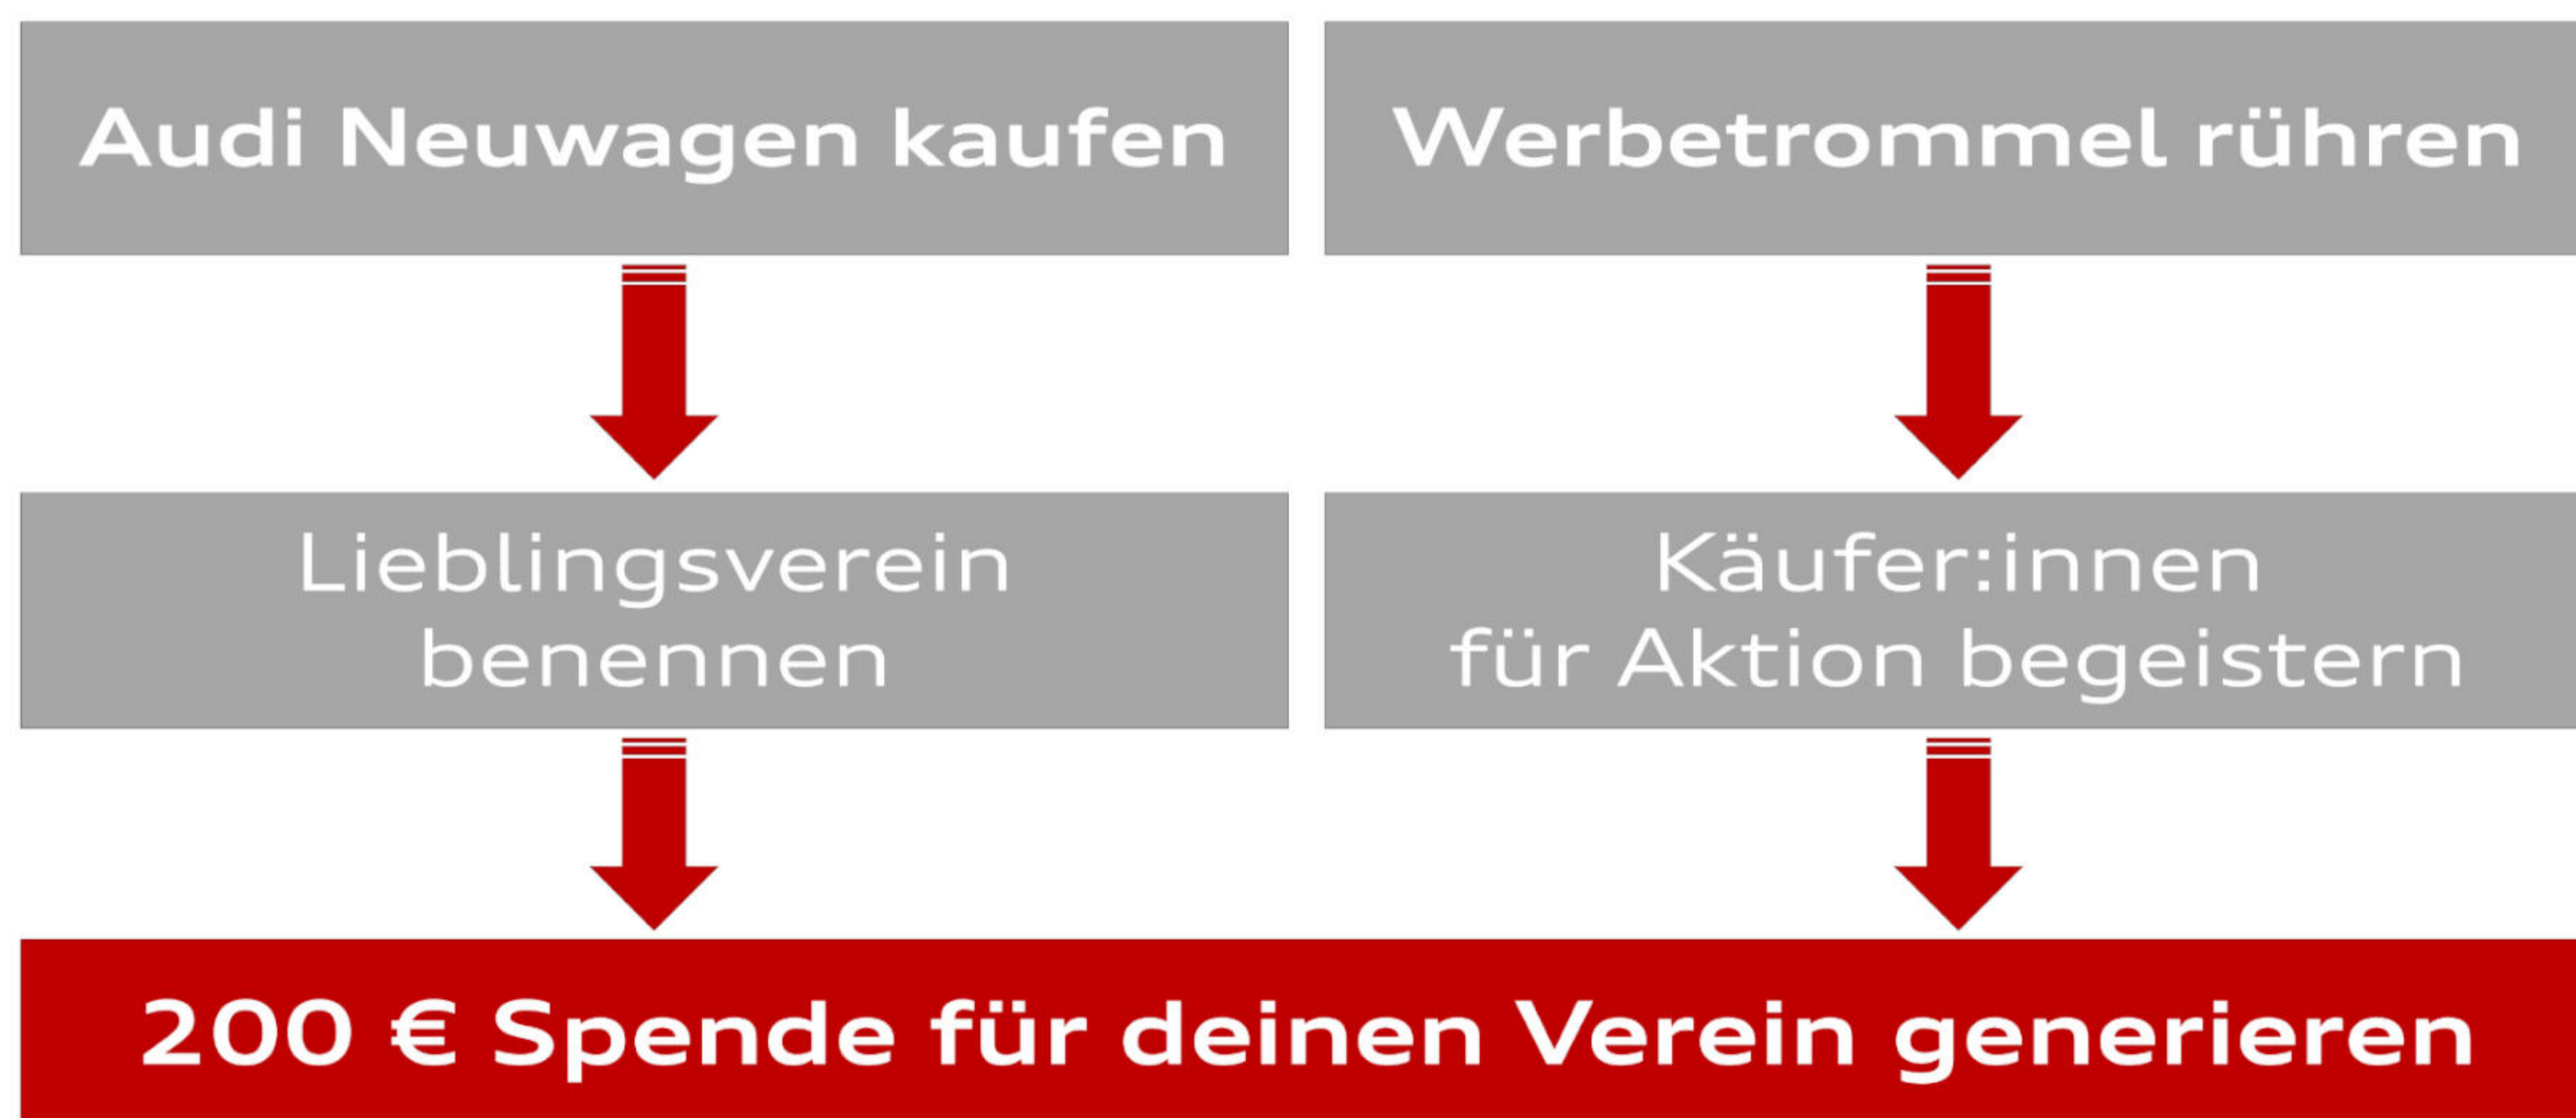 Audi Neuwagen kaufen
Werbetrommel rühren
Lieblingsverein
benennen
Käufer:innen
für Aktion begeistern
200 € Spende für deinen Verein generieren